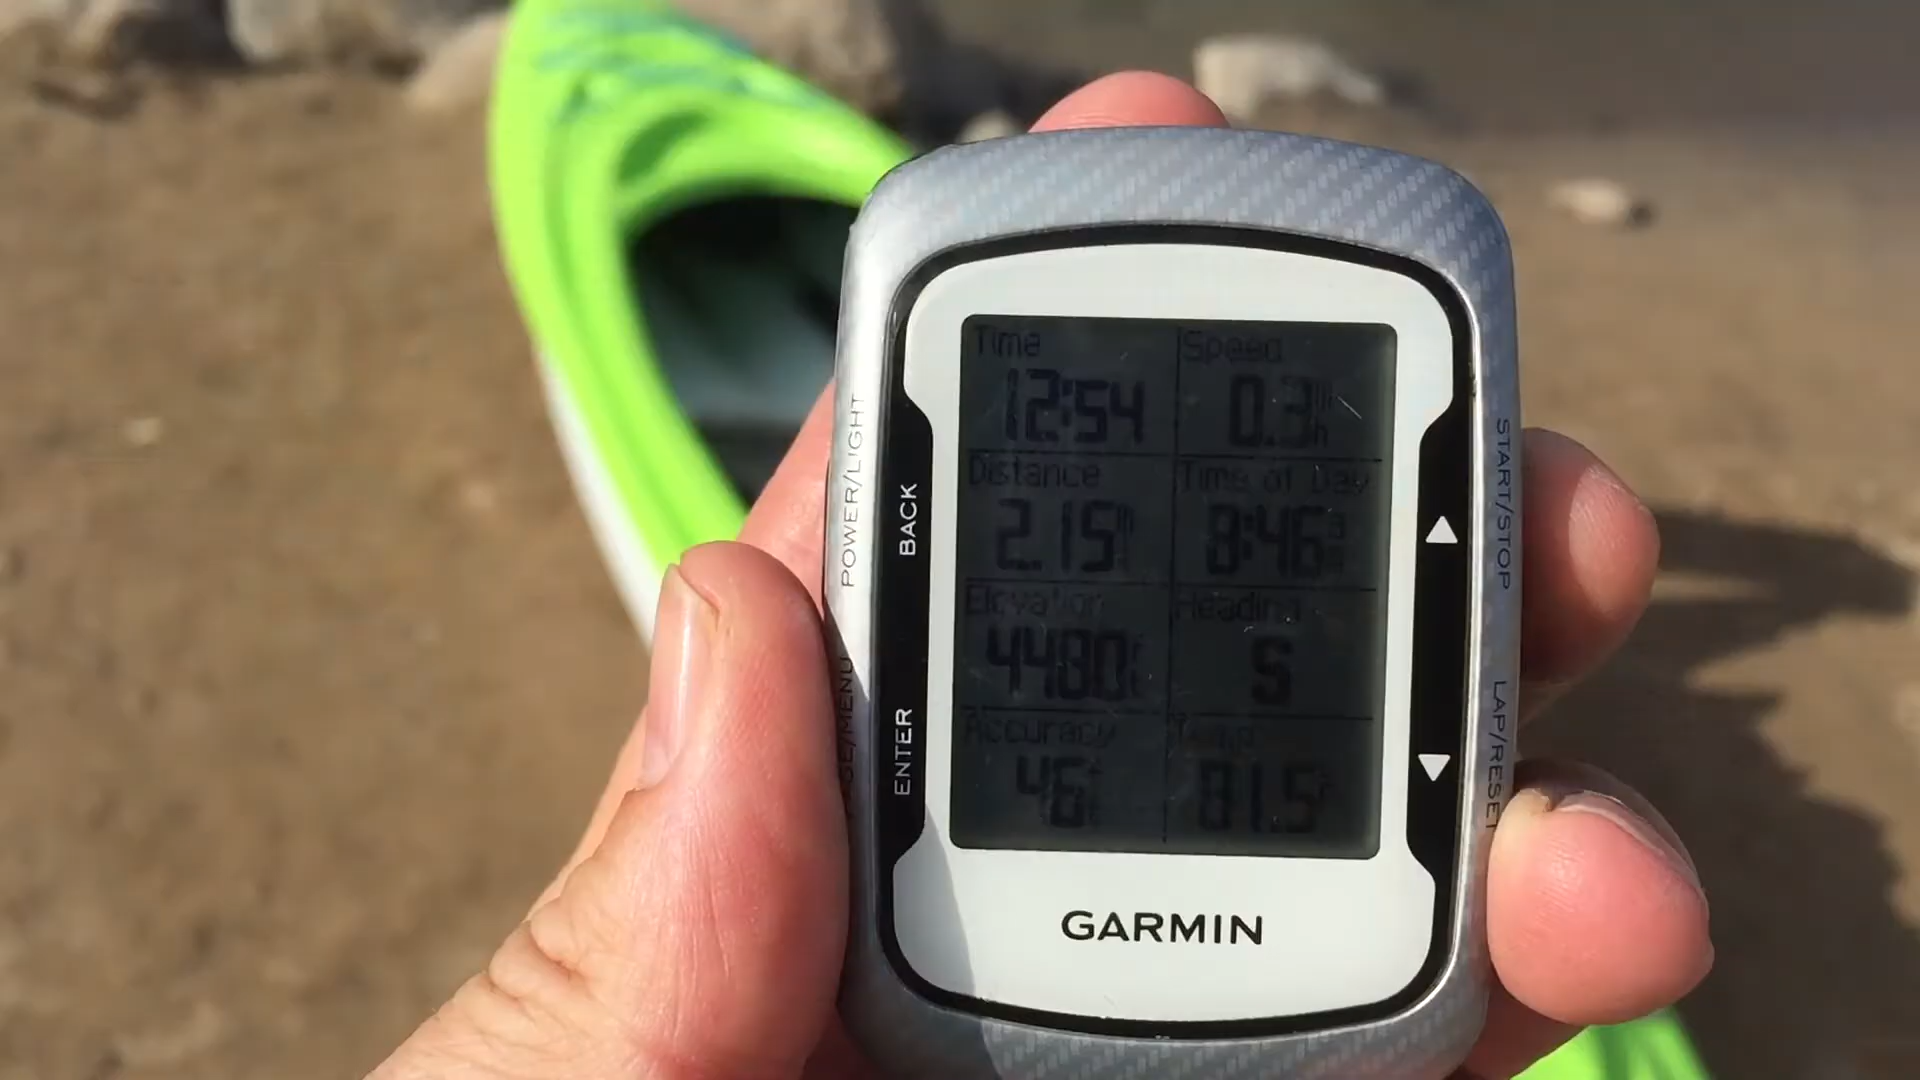 Time Speed
12:54 0.3
Distance Time of Day
2.15 8:46
Elevation Heading
4480 S
Accuracy Temp
46 81.5
POWER/LIGHT
BACK
ENTER
START/STOP
LAP/RESET
GARMIN